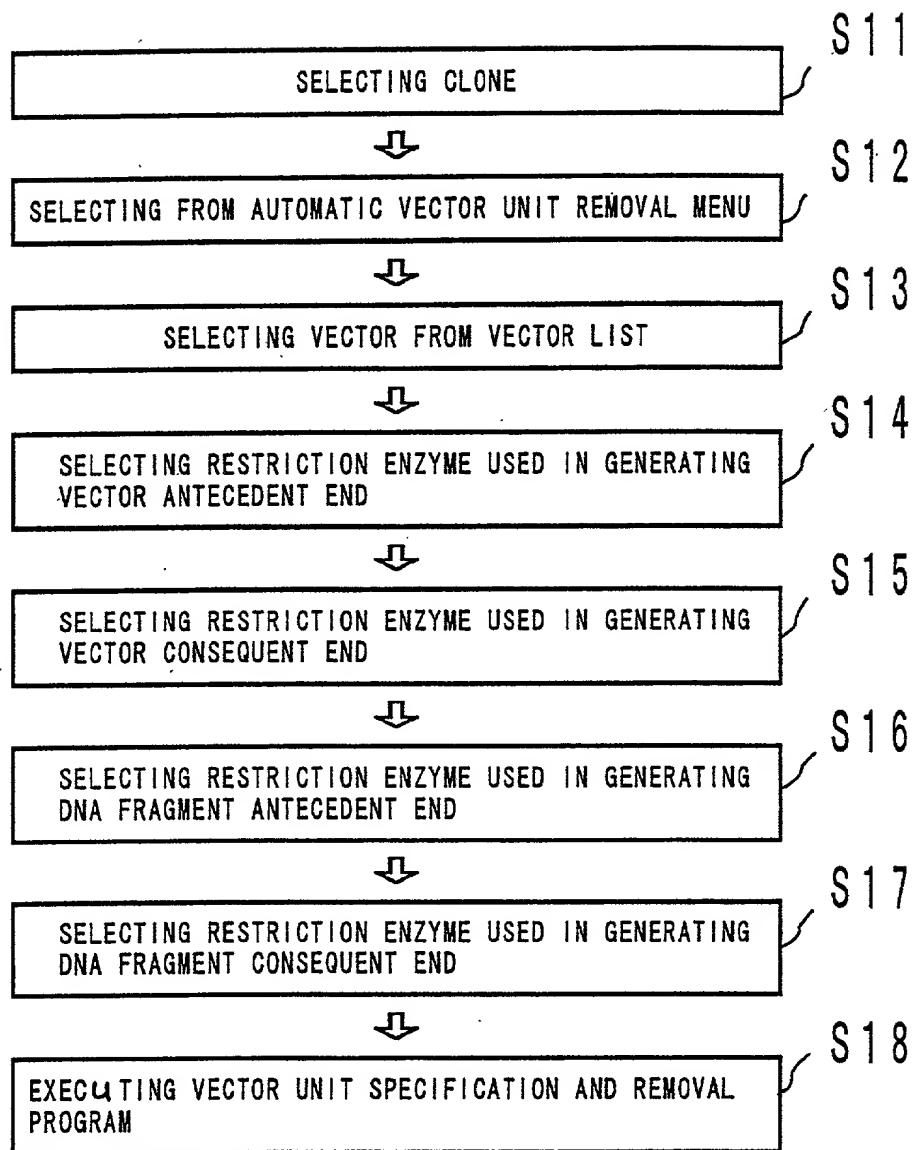 S11
SELECTING CLONE
S12
SELECTING FROM AUTOMATIC VECTOR UNIT REMOVAL MENU
S13
SELECTING VECTOR FROM VECTOR LIST
S14
SELECTING RESTRICTION ENZYME USED IN GENERATING
VECTOR ANTECEDENT END
S15
SELECTING RESTRICTION ENZYME USED IN GENERATING
VECTOR CONSEQUENT END
S16
SELECTING RESTRICTION ENZYME USED IN GENERATING
DNA FRAGMENT ANTECEDENT END
S17
SELECTING RESTRICTION ENZYME USED IN GENERATING
DNA FRAGMENT CONSEQUENT END
S18
EXECUTING VECTOR UNIT SPECIFICATION AND REMOVAL
PROGRAM